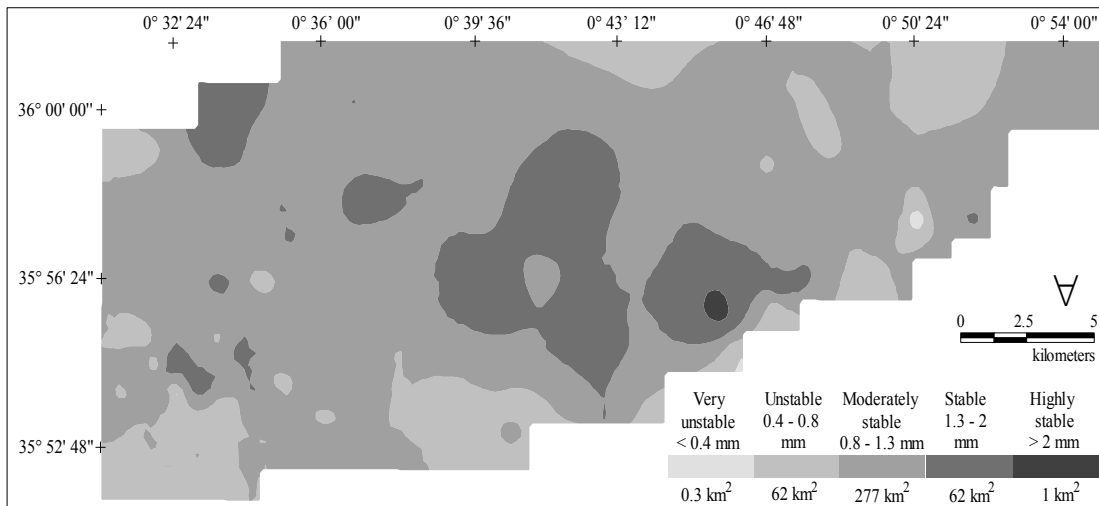 0° 32' 24" 0° 36' 00" 0° 39' 36" 0° 43' 12" 0° 46' 48" 0° 50' 24" 0° 54' 00"
36° 00' 00"
35° 56' 24"
35° 52' 48"
0 2.5 5
kilometers
Very Unstable Moderately Stable Highly
unstable 0.4 - 0.8 stable 1.3 - 2 stable
< 0.4 mm mm 0.8 - 1.3 mm mm > 2 mm
0.3 km² 62 km² 277 km² 62 km² 1 km²